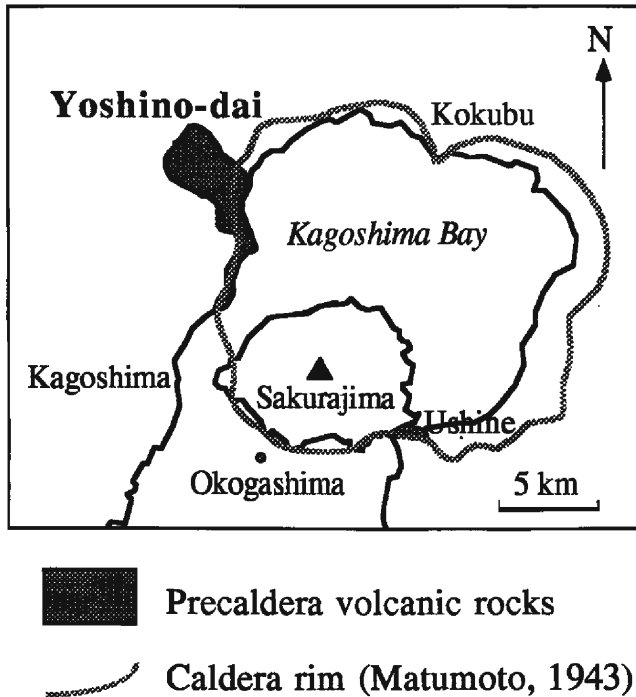 N
Yoshino-dai
Kokubu
Kagoshima Bay
Kagoshima
Sakurajima
Ushine
Okogashima
5 km
Precaldera volcanic rocks
Caldera rim (Matumoto, 1943)